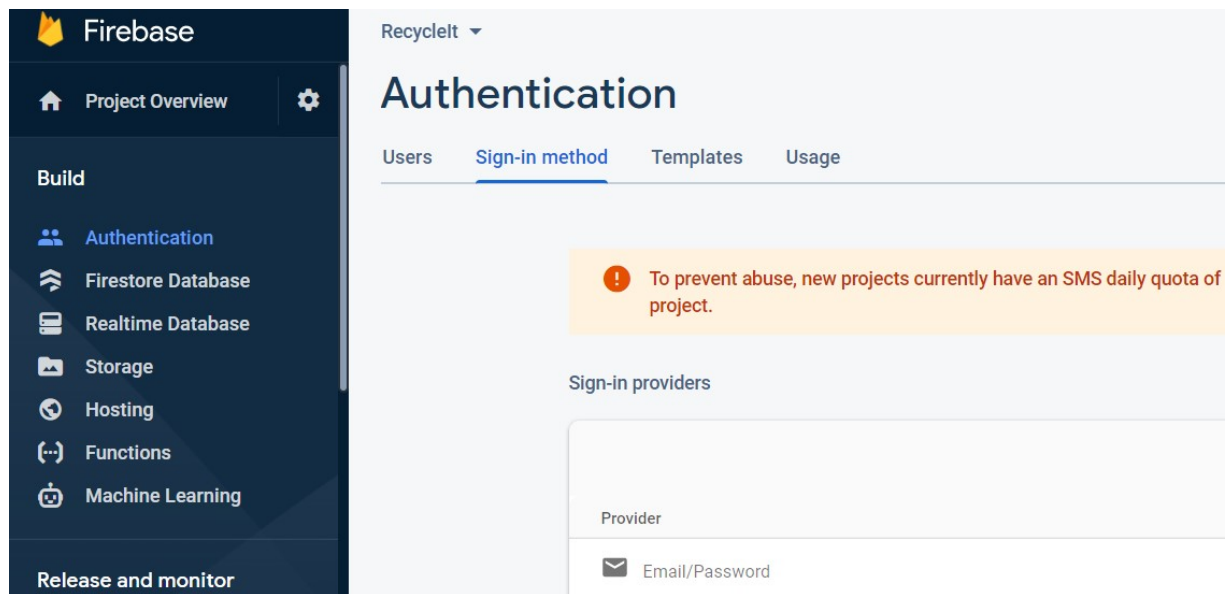 Firebase
Project Overview
Build
Authentication
Firestore Database
Realtime Database
Storage
Hosting
Functions
Machine Learning
Release and monitor
RecycleIt
Authentication
Users Sign-in method Templates Usage
To prevent abuse, new projects currently have an SMS daily quota of
project.
Sign-in providers
Provider
Email/Password